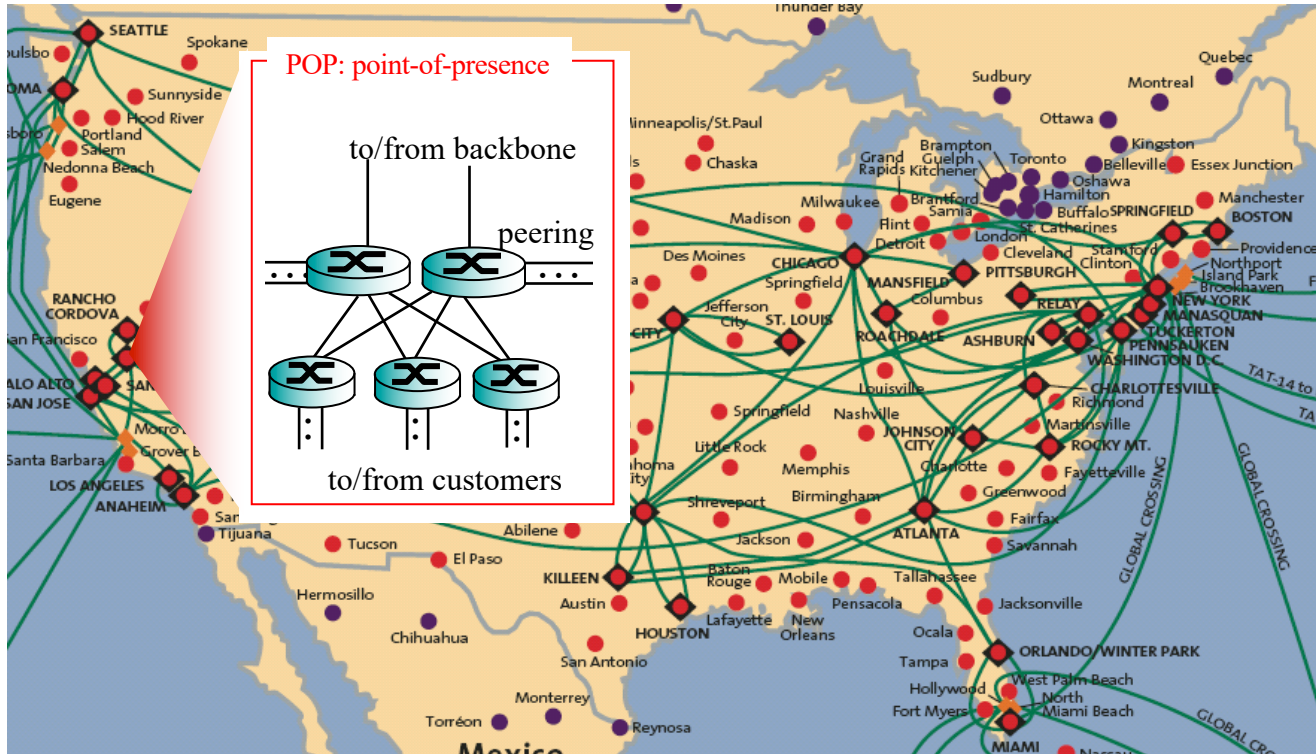 Thunder Bay
SEATTLE
Spokane
Sunnyside
Hood River
Portland
Salem
Nedonna Beach
Eugene
RANCHO
CORDOVA
SAN JOSE
Santa Barbara
LOS ANGELES
ANAHEIM
Tijuana
POP: point-of-presence
to/from backbone
peering
to/from customers
Quebec
Montreal
Sudbury
Ottawa
Kingston
Belleville
Essex Junction
Brampton
Guelph
Kitchener
Toronto
Oshawa
Hamilton
Brantford
Buffalo
St. Catherines
London
Chaska
Grand
Rapids
Milwaukee
Madison
Flint
Detroit
Cleveland
SPRINGFIELD
Manchester
BOSTON
Providence
Stamford
Clinton
Northport
Island Park
Brookhaven
NEW YORK
MANASQUAN
TUCKERTON
PENNSAUKEN
WASHINGTON D.C.
CHICAGO
MANSFIELD
PITTSBURGH
Columbus
RELAY
ASHBURN
ROACHDALE
Des Moines
Springfield
Jefferson
City
ST. LOUIS
CITY
Louisville
CHARLOTTESVILLE
Richmond
Martinsville
ROCKY MT.
Fayetteville
Springfield
Nashville
JOHNSON
CITY
Charlotte
Little Rock
Memphis
Greenwood
Birmingham
Shreveport
Fairfax
ATLANTA
Savannah
Jackson
Abilene
Tucson
El Paso
KILLEEN
Austin
HOUSTON
Baton
Rouge
Mobile
Lafayette
New
Orleans
Pensacola
Tallahassee
Jacksonville
Ocala
Tampa
ORLANDO/WINTER PARK
West Palm Beach
Hollywood
North
Miami Beach
Fort Myers
MIAMI
San Antonio
Hermosillo
Chihuahua
Monterrey
Torréon
Reynosa
Mexico
TAT-14 to
GLOBAL CROSSING
GLOBAL CROSSING